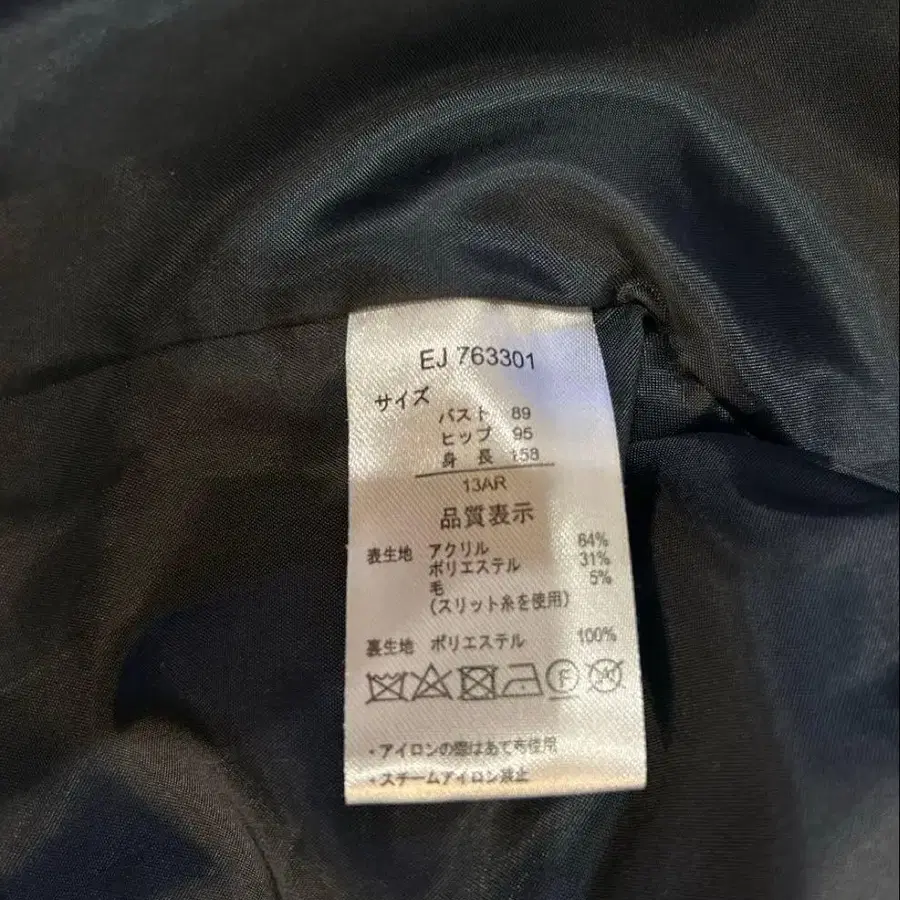 EJ 763301
サイズ
バスト 89
ヒップ 95
身長 158
13AR
品質表示
表生地 アクリル 64%
ポリエステル 31%
毛 5%
(スリット糸を使用)
裏生地 ポリエステル 100%
F
・アイロンの際はあて布使用
・スチームアイロン禁止